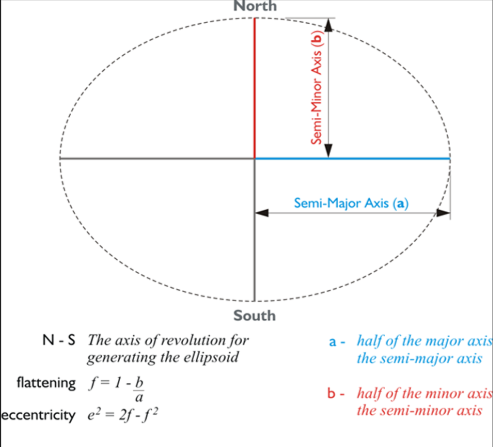 North
Semi-Minor Axis (b)
Semi-Major Axis (a)
South
N - S The axis of revolution for
generating the ellipsoid
flattening f = 1 - b/a
eccentricity e² = 2f - f²
a - half of the major axis
the semi-major axis
b - half of the minor axis
the semi-minor axis